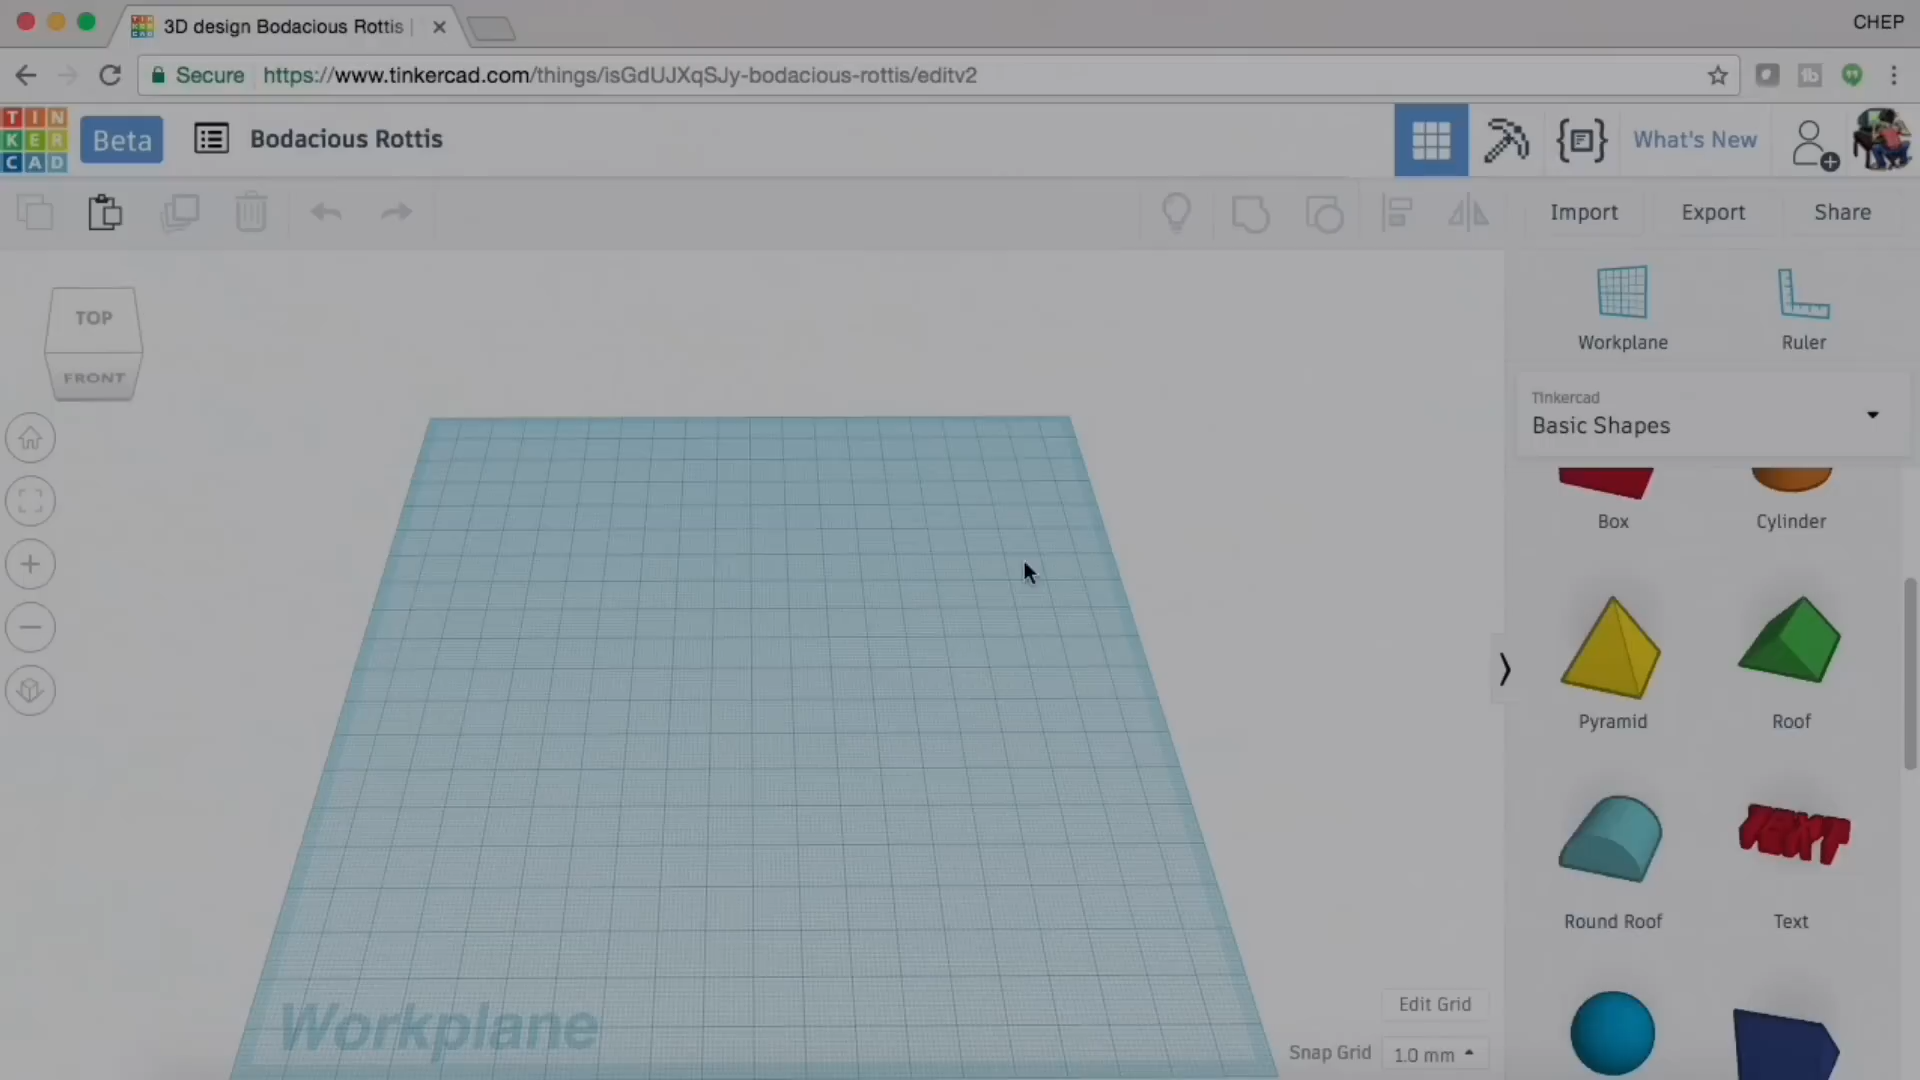 3D design Bodacious Rottis |
CHEP
Secure https://www.tinkercad.com/things/isGdUJXqSJy-bodacious-rottis/editv2
TIN
KER
CAD
Beta
Bodacious Rottis
What's New
Import
Export
Share
TOP
FRONT
Workplane
Ruler
Tinkercad
Basic Shapes
Box
Cylinder
Pyramid
Roof
TEXT
Round Roof
Text
Workplane
Edit Grid
Snap Grid
1.0 mm